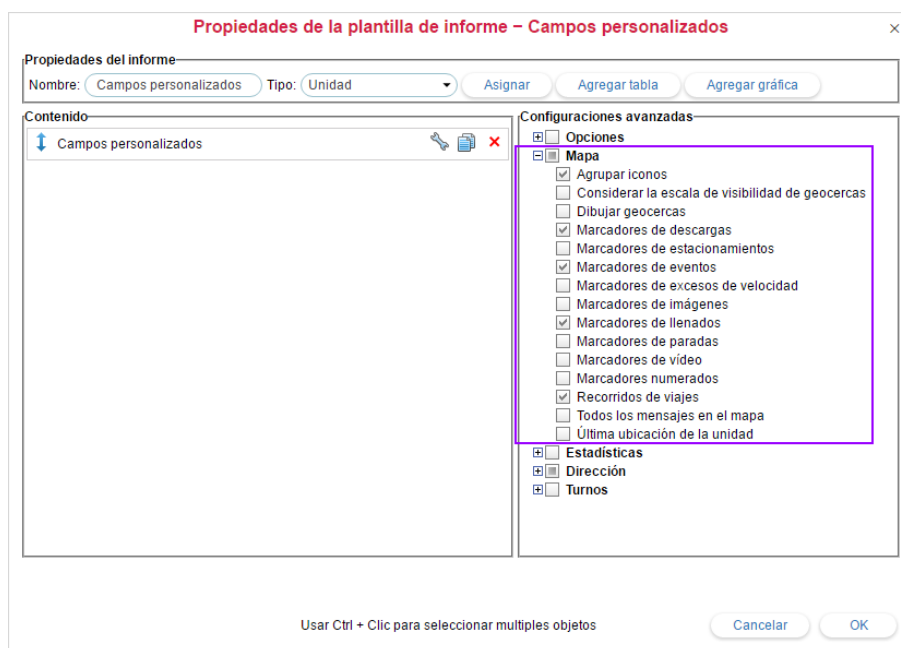 Propiedades de la plantilla de informe – Campos personalizados
Propiedades del informe
Nombre: Campos personalizados Tipo: Unidad Asignar Agregar tabla Agregar gráfica
Contenido
Campos personalizados
Configuraciones avanzadas
Opciones
Mapa
Agrupar iconos
Considerar la escala de visibilidad de geocercas
Dibujar geocercas
Marcadores de descargas
Marcadores de estacionamientos
Marcadores de eventos
Marcadores de excesos de velocidad
Marcadores de imágenes
Marcadores de llenados
Marcadores de paradas
Marcadores de vídeo
Marcadores numerados
Recorridos de viajes
Todos los mensajes en el mapa
Última ubicación de la unidad
Estadísticas
Dirección
Turnos
Usar Ctrl + Clic para seleccionar multiples objetos Cancelar OK